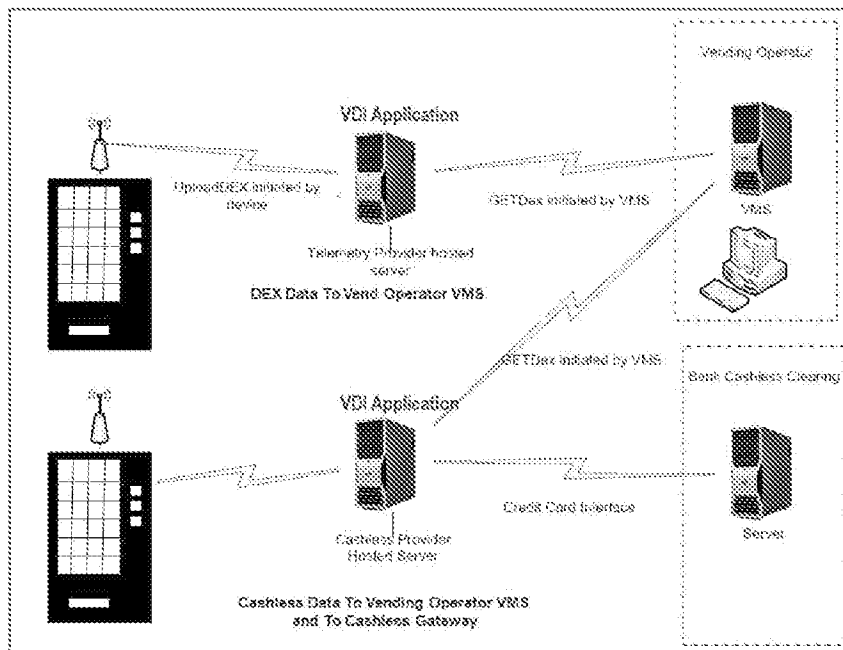 Vending Operator
VDI Application
UploadDEX initiated by
device
GETDex initiated by VMS
VMS
Telemetry Provider hosted
server
DEX Data To Vend Operator VMS
GETDex initiated by VMS
Bank Cashless Clearing
VDI Application
Credit Card Interface
Server
Cashless Provider
Hosted Server
Cashless Data To Vending Operator VMS
and To Cashless Gateway